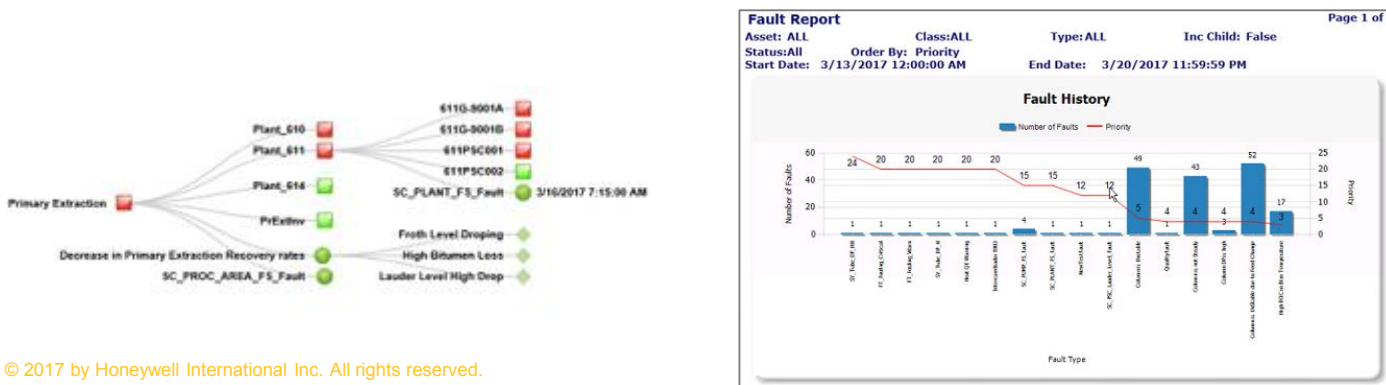 611G-9001A
611G-9001B
Plant_610
Plant_611
611PSC001
611PSC002
SC_PLANT_FS_Fault
3/16/2017 7:15:00 AM
Plant_614
Primary Extraction
PrExtInv
Froth Level Droping
Decrease in Primary Extraction Recovery rates
High Bitumen Loss
SC_PROC_AREA_FS_Fault
Lauder Level High Drop
© 2017 by Honeywell International Inc. All rights reserved.
Fault Report
Page 1 of
Asset: ALL Class:ALL Type:ALL Inc Child: False
Status:All Order By: Priority
Start Date: 3/13/2017 12:00:00 AM End Date: 3/20/2017 11:59:59 PM
Fault History
Number of Faults Priority
60 25
40 20
20 15
0 10
5
0
Number of Faults
Priority
24 20 20 20 20 20 15 15 12 12 5 4 4 4 4 3
1 1 1 1 1 1 4 1 1 49 1 43 3 52 17
SC_PUMP_FS_Fault
SC_PLANT_FS_Fault
NewTestFault
SC_PSC_Lauder_Level_Fault
QualityFault
Fault Type